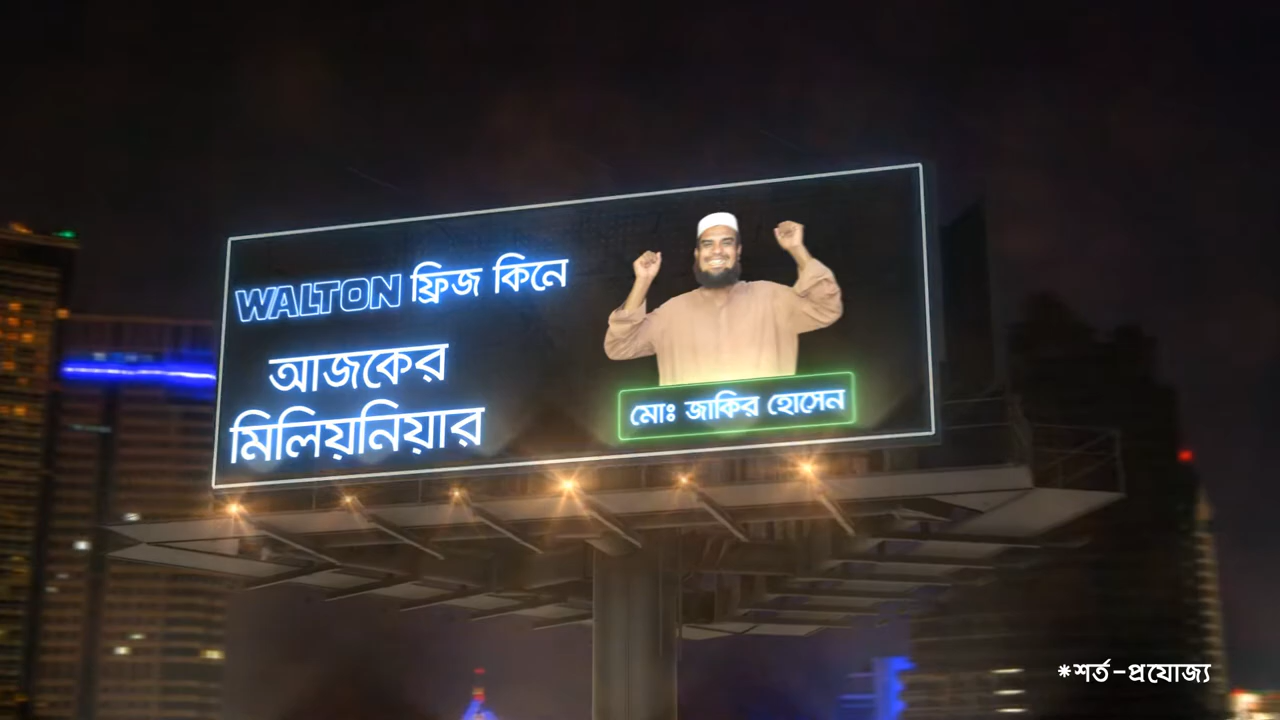 WALTON ফ্রিজ কিনে
আজকের
মিলিয়নিয়ার
মোঃ জাকির হোসেন
*শর্ত-প্রযোজ্য